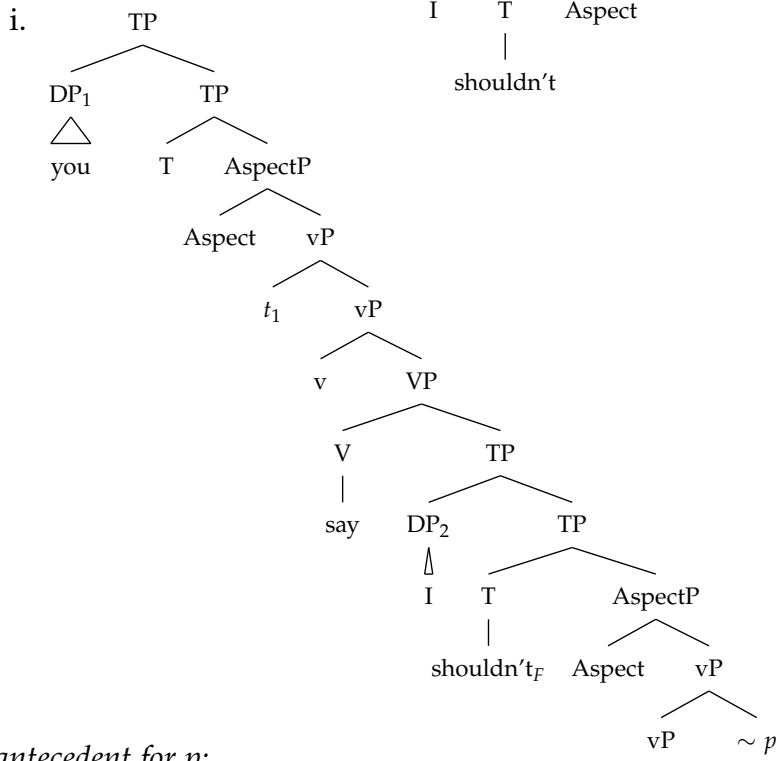 I T Aspect
shouldn't
i. TP
DP1 TP
you T AspectP
Aspect vP
t1 vP
v VP
V TP
say DP2 TP
I T AspectP
shouldn'tF Aspect vP
vP ∼ p
antecedent for p: